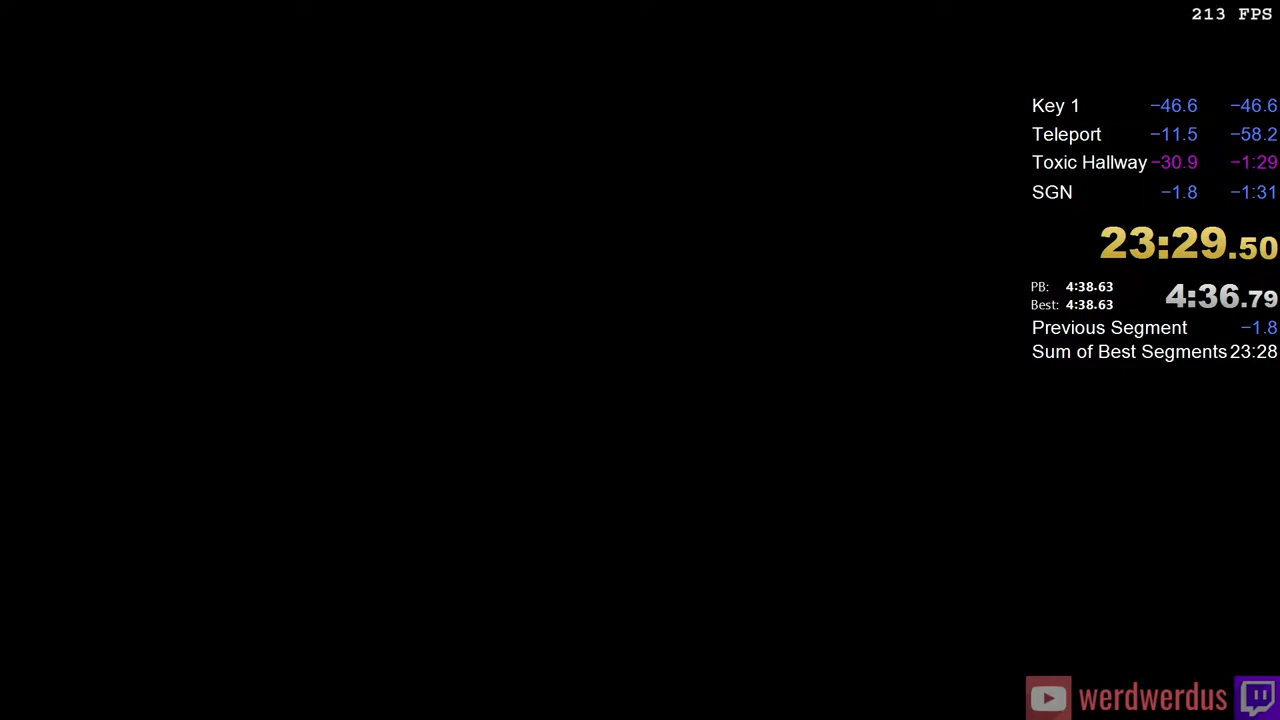 213 FPS
Key 1 −46.6 −46.6
Teleport −11.5 −58.2
Toxic Hallway −30.9 −1:29
SGN −1.8 −1:31
23:29.50
PB: 4:38.63
Best: 4:38.63
4:36.79
Previous Segment −1.8
Sum of Best Segments 23:28
werdwerdus